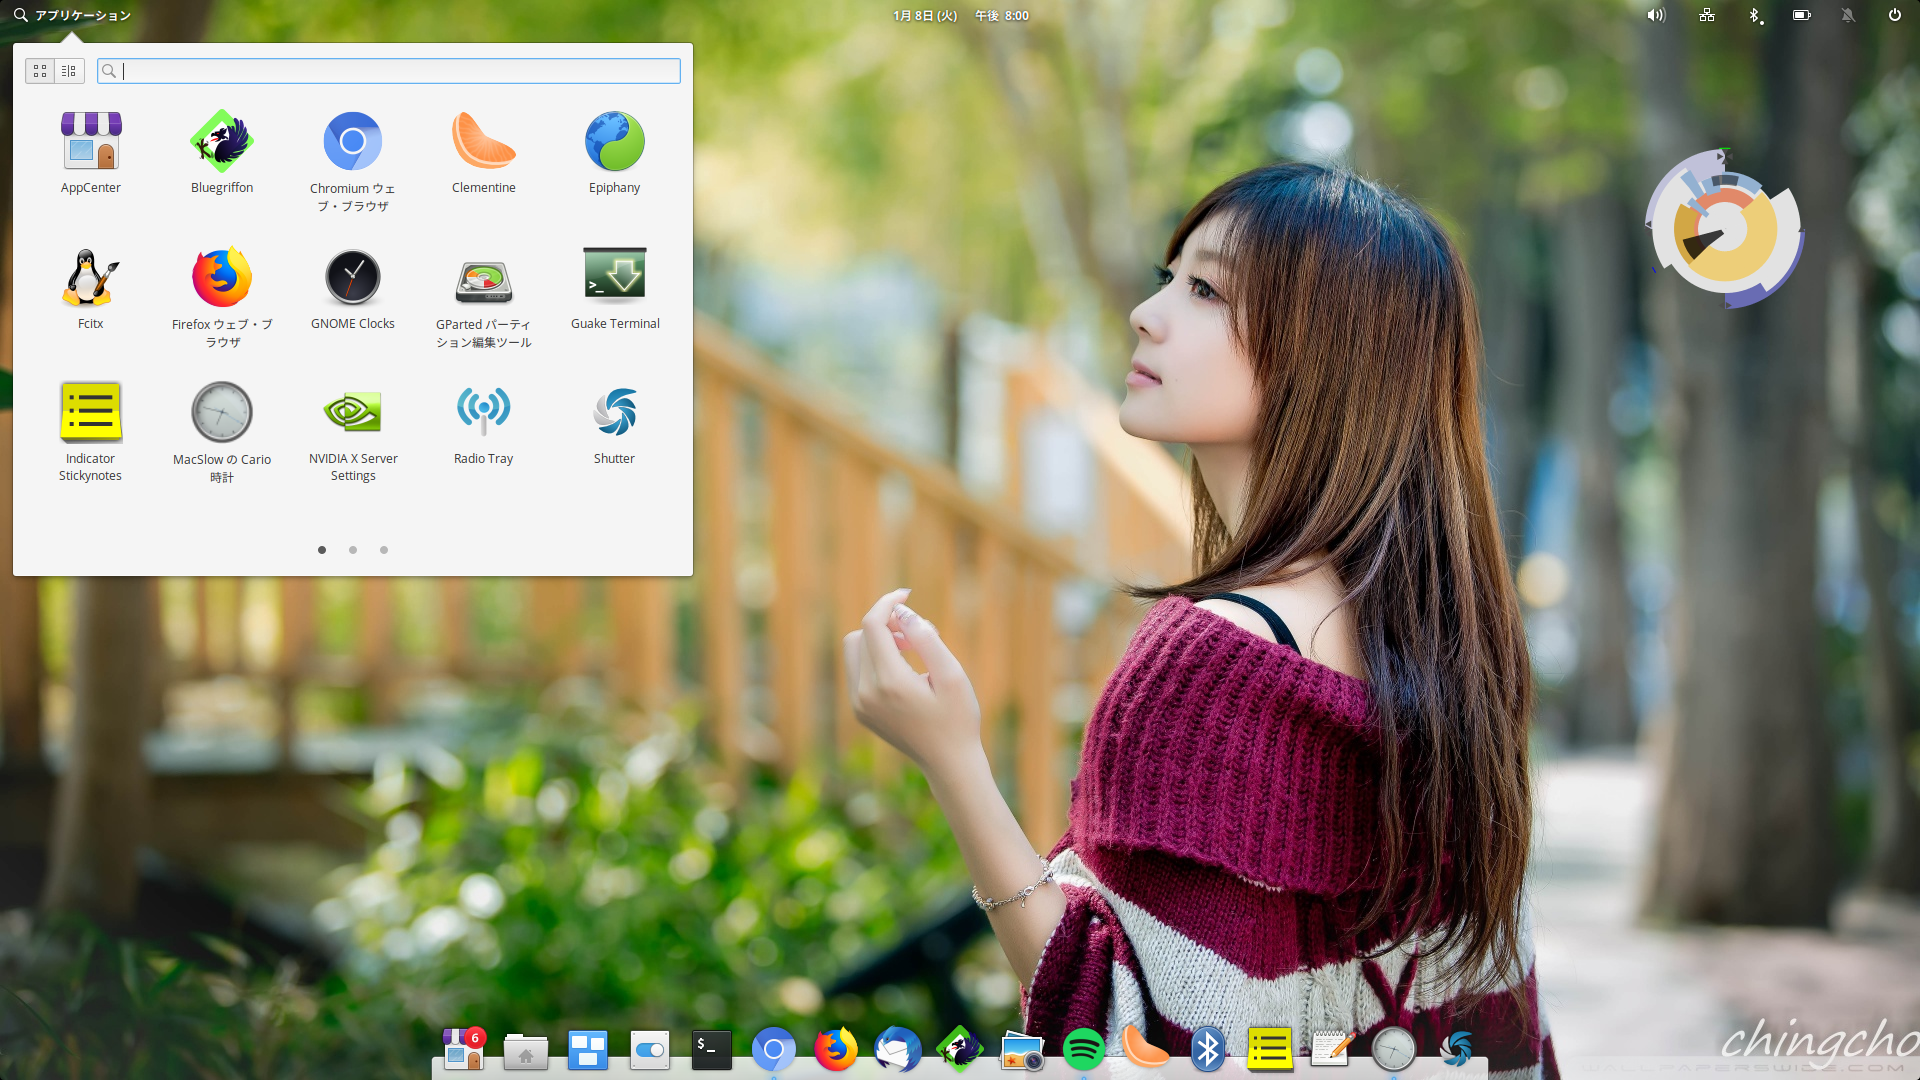 アプリケーション
1月 8日 (火) 午後 8:00
AppCenter
Bluegriffon
Chromium ウェ
ブ・ブラウザ
Clementine
Epiphany
Fcitx
Firefox ウェブ・ブ
ラウザ
GNOME Clocks
GParted パーティ
ション編集ツール
Guake Terminal
Indicator
Stickynotes
MacSlow の Cario
時計
NVIDIA X Server
Settings
Radio Tray
Shutter
6
chingcho
WALLPAPERSWIDE.COM